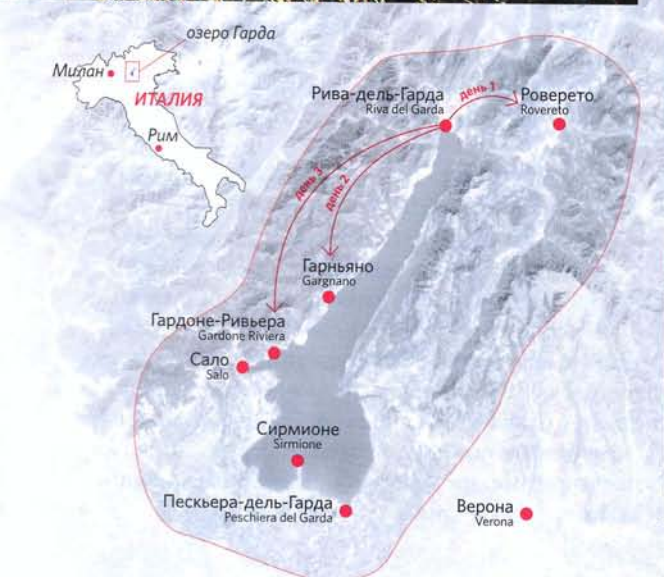 озеро Гарда
Милан
ИТАЛИЯ
Рим
Рива-дель-Гарда
Riva del Garda
день 1
Роверето
Rovereto
день 3
день 2
Гарньяно
Gargnano
Гардоне-Ривьера
Gardone Riviera
Сало
Salo
Сирмионе
Sirmione
Пескьера-дель-Гарда
Peschiera del Garda
Верона
Verona